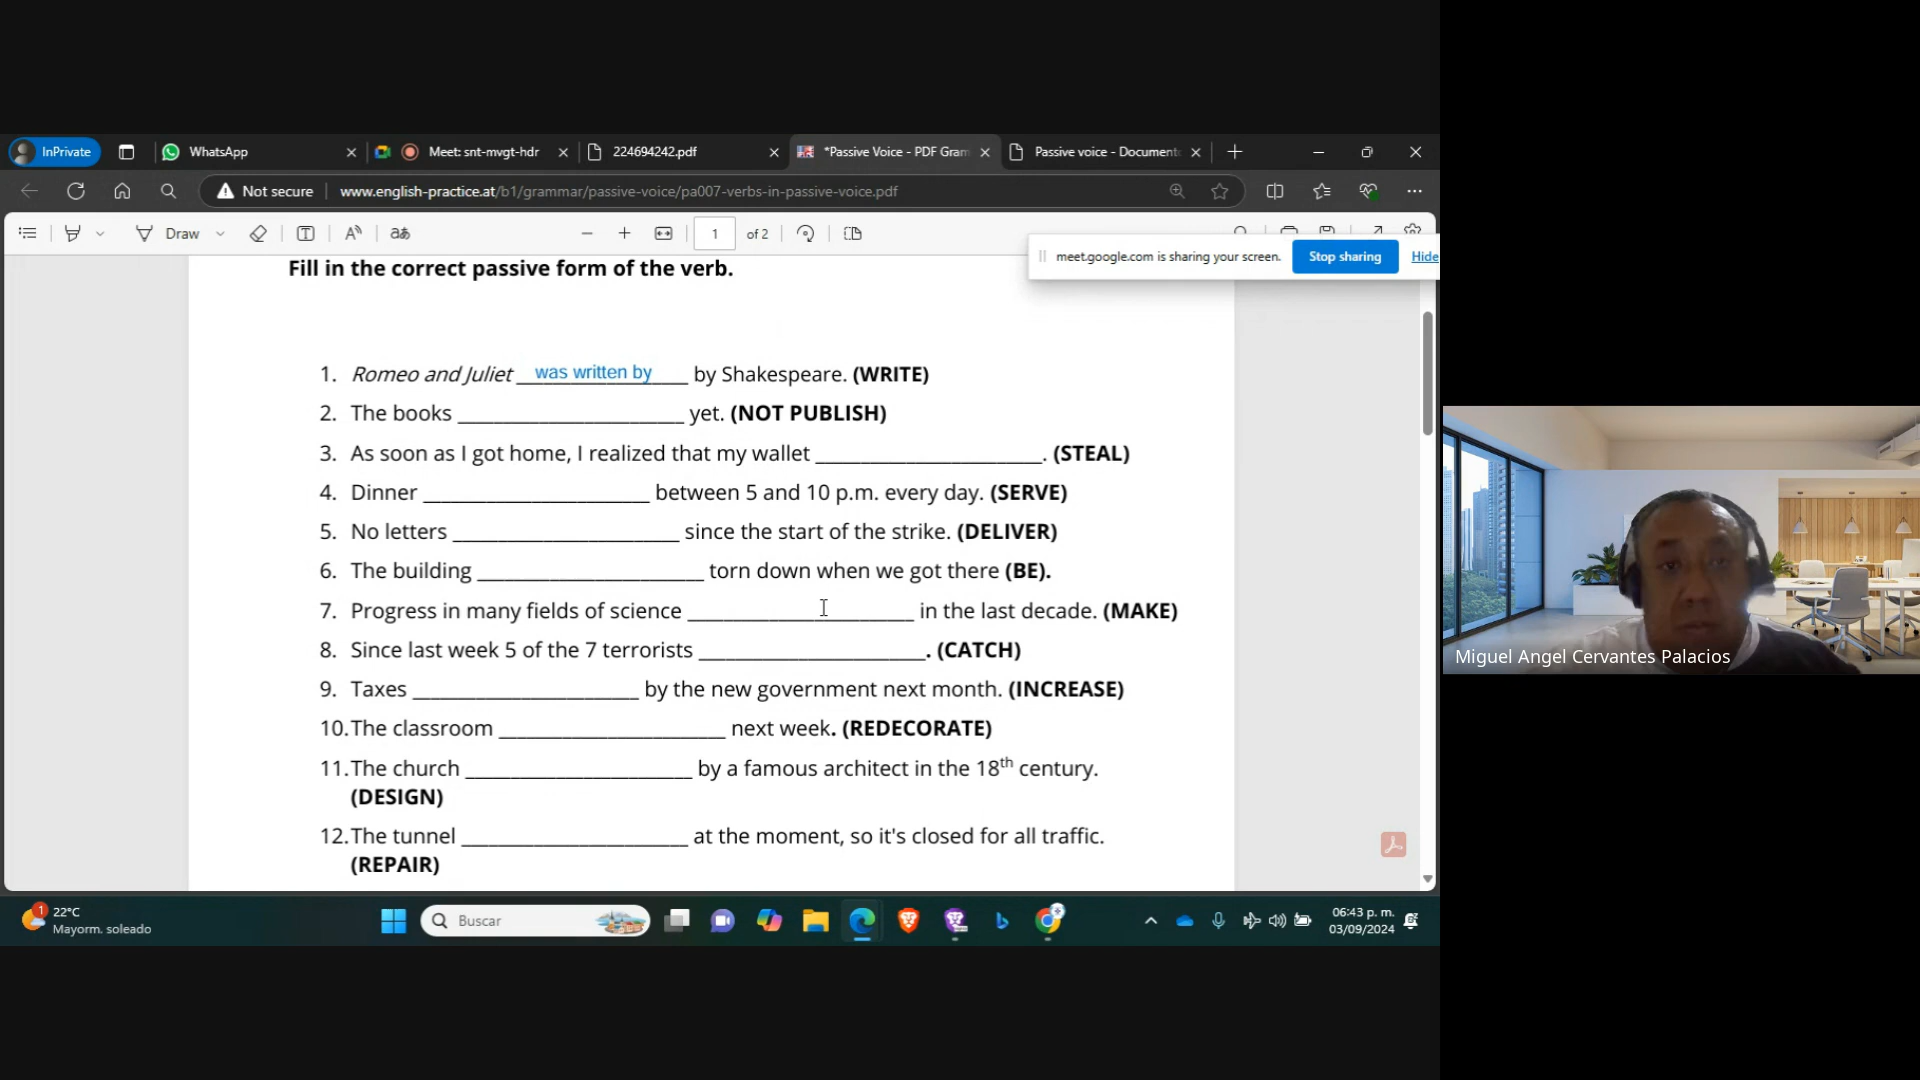 InPrivate
WhatsApp
Meet: snt-mvgt-hdr
224694242.pdf
*Passive Voice - PDF Gram
Passive voice - Document
Not secure
www.english-practice.at/b1/grammar/passive-voice/pa007-verbs-in-passive-voice.pdf
Draw
aあ
1 of 2
meet.google.com is sharing your screen.
Stop sharing
Hide
Fill in the correct passive form of the verb.
1. Romeo and Juliet was written by by Shakespeare. (WRITE)
2. The books ____________________ yet. (NOT PUBLISH)
3. As soon as I got home, I realized that my wallet ____________________. (STEAL)
4. Dinner ____________________ between 5 and 10 p.m. every day. (SERVE)
5. No letters ____________________ since the start of the strike. (DELIVER)
6. The building ____________________ torn down when we got there (BE).
7. Progress in many fields of science ____________________ in the last decade. (MAKE)
8. Since last week 5 of the 7 terrorists ____________________. (CATCH)
9. Taxes ____________________ by the new government next month. (INCREASE)
10. The classroom ____________________ next week. (REDECORATE)
11. The church ____________________ by a famous architect in the 18th century.
(DESIGN)
12. The tunnel ____________________ at the moment, so it's closed for all traffic.
(REPAIR)
Miguel Angel Cervantes Palacios
1
22°C
Mayorm. soleado
Buscar
06:43 p. m.
03/09/2024